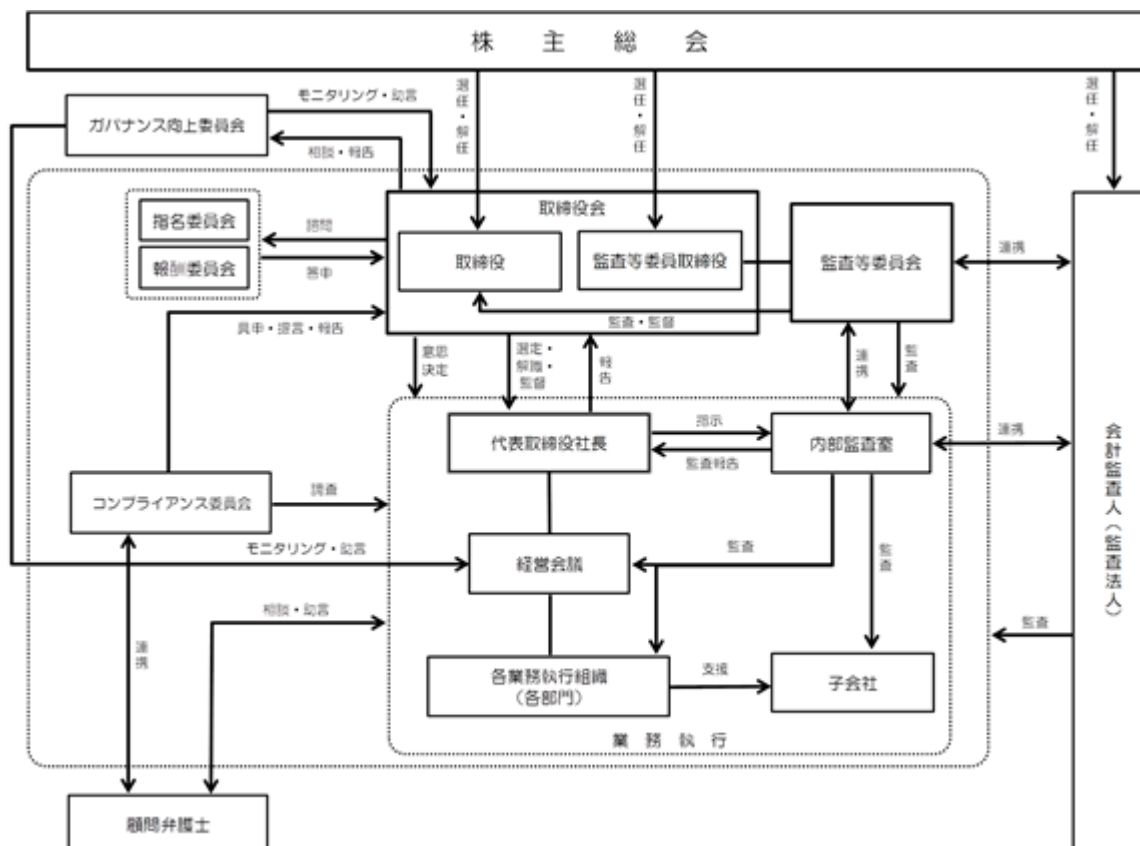 株主総会
選任・解任
選任・解任
選任・解任
ガバナンス向上委員会
モニタリング・助言
相談・報告
取締役会
指名委員会
報酬委員会
諮問
答申
取締役
監査等委員取締役
監査等委員会
連携
監査・監督
具申・提言・報告
意思
決定
選定・
解職・
監督
報告
連携
監査
代表取締役社長
指示
監査報告
内部監査室
連携
会計監査人（監査法人）
コンプライアンス委員会
調査
モニタリング・助言
経営会議
監査
監査
相談・助言
連携
監査
各業務執行組織
（各部門）
支援
子会社
業務執行
顧問弁護士